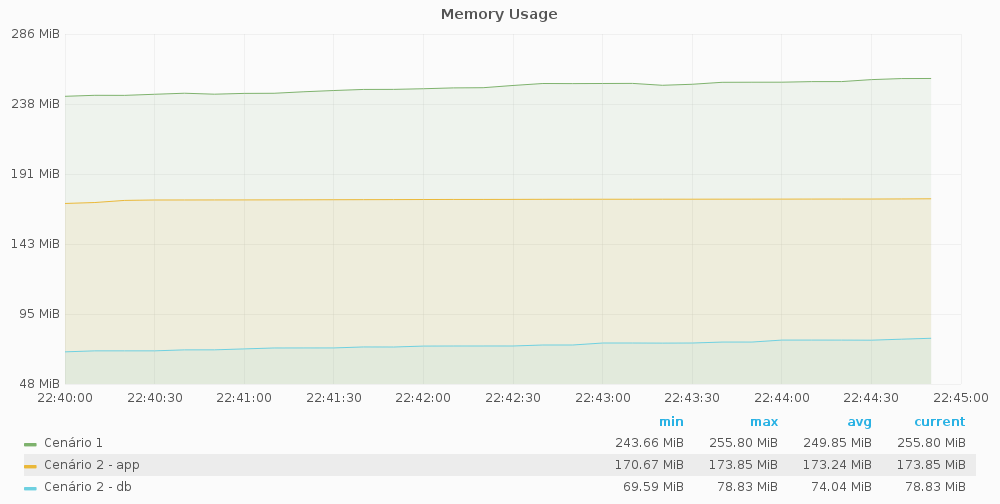 Memory Usage
286 MiB
238 MiB
191 MiB
143 MiB
95 MiB
48 MiB
22:40:00 22:40:30 22:41:00 22:41:30 22:42:00 22:42:30 22:43:00 22:43:30 22:44:00 22:44:30 22:45:00
min max avg current
Cenário 1 243.66 MiB 255.80 MiB 249.85 MiB 255.80 MiB
Cenário 2 - app 170.67 MiB 173.85 MiB 173.24 MiB 173.85 MiB
Cenário 2 - db 69.59 MiB 78.83 MiB 74.04 MiB 78.83 MiB